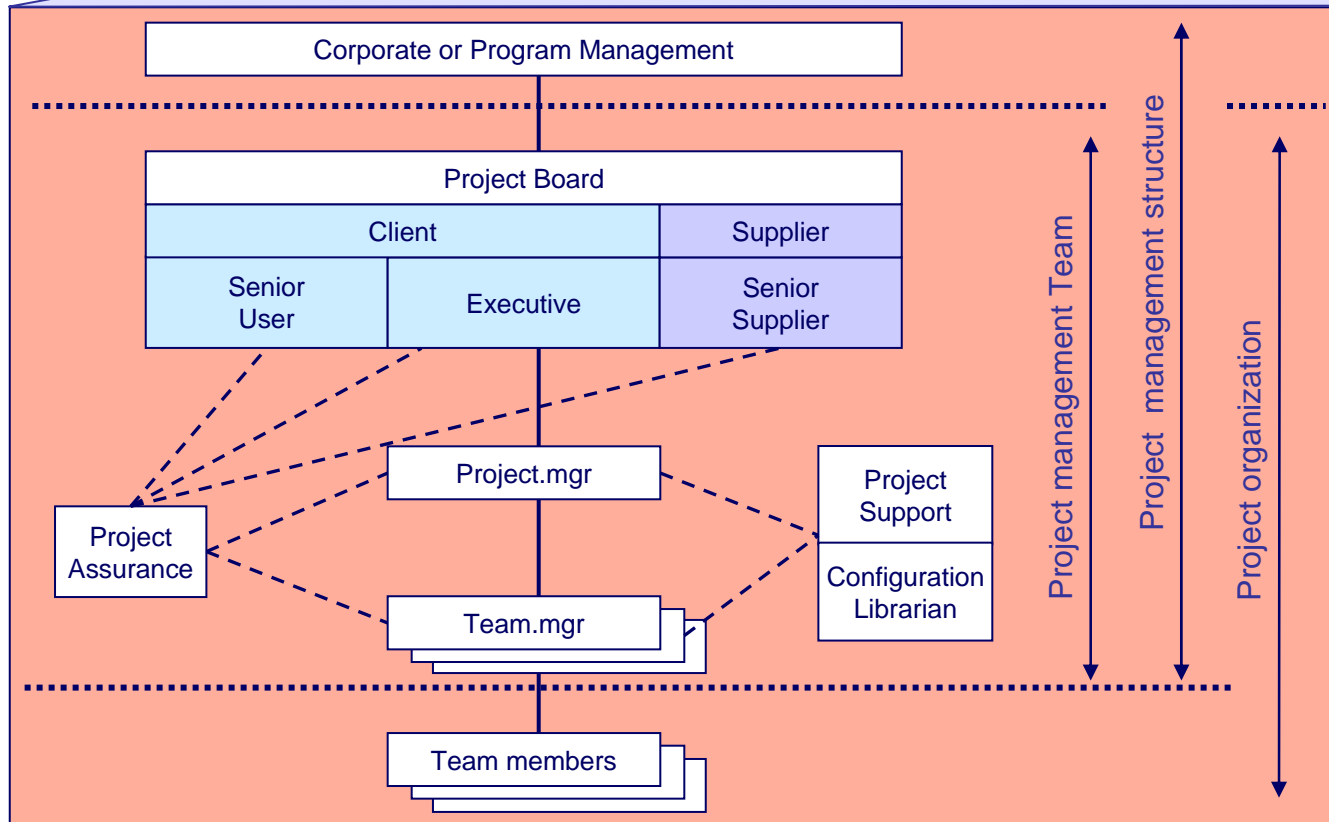 Corporate or Program Management
Project Board
Client
Supplier
Senior
User
Executive
Senior
Supplier
Project.mgr
Project
Support
Project
Assurance
Configuration
Librarian
Team.mgr
Team members
Project management Team
Project  management structure
Project organization